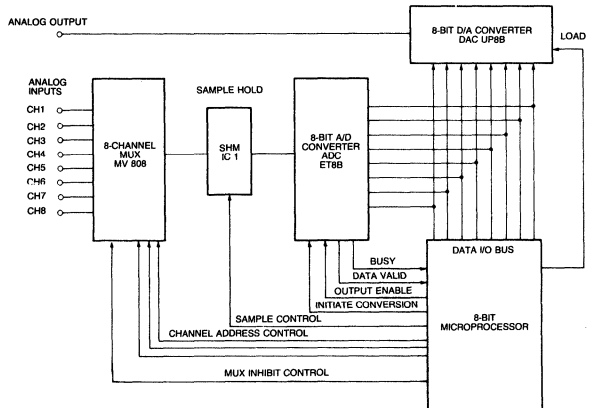 ANALOG OUTPUT
8-BIT D/A CONVERTER
DAC UP8B
LOAD
ANALOG
INPUTS
CH1
CH2
CH3
CH4
CH5
CH6
CH7
CH8
8-CHANNEL
MUX
MV 808
SAMPLE HOLD
SHM
IC 1
8-BIT A/D
CONVERTER
ADC
ET8B
DATA I/O BUS
BUSY
DATA VALID
OUTPUT ENABLE
INITIATE CONVERSION
SAMPLE CONTROL
CHANNEL ADDRESS CONTROL
MUX INHIBIT CONTROL
8-BIT
MICROPROCESSOR